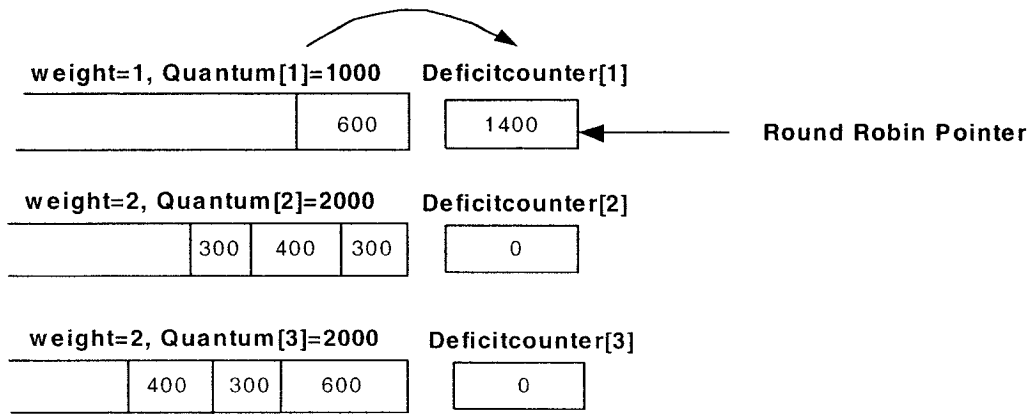 weight=1, Quantum[1]=1000 Deficitcounter[1]
600 1400 Round Robin Pointer
weight=2, Quantum[2]=2000 Deficitcounter[2]
300 400 300 0
weight=2, Quantum[3]=2000 Deficitcounter[3]
400 300 600 0